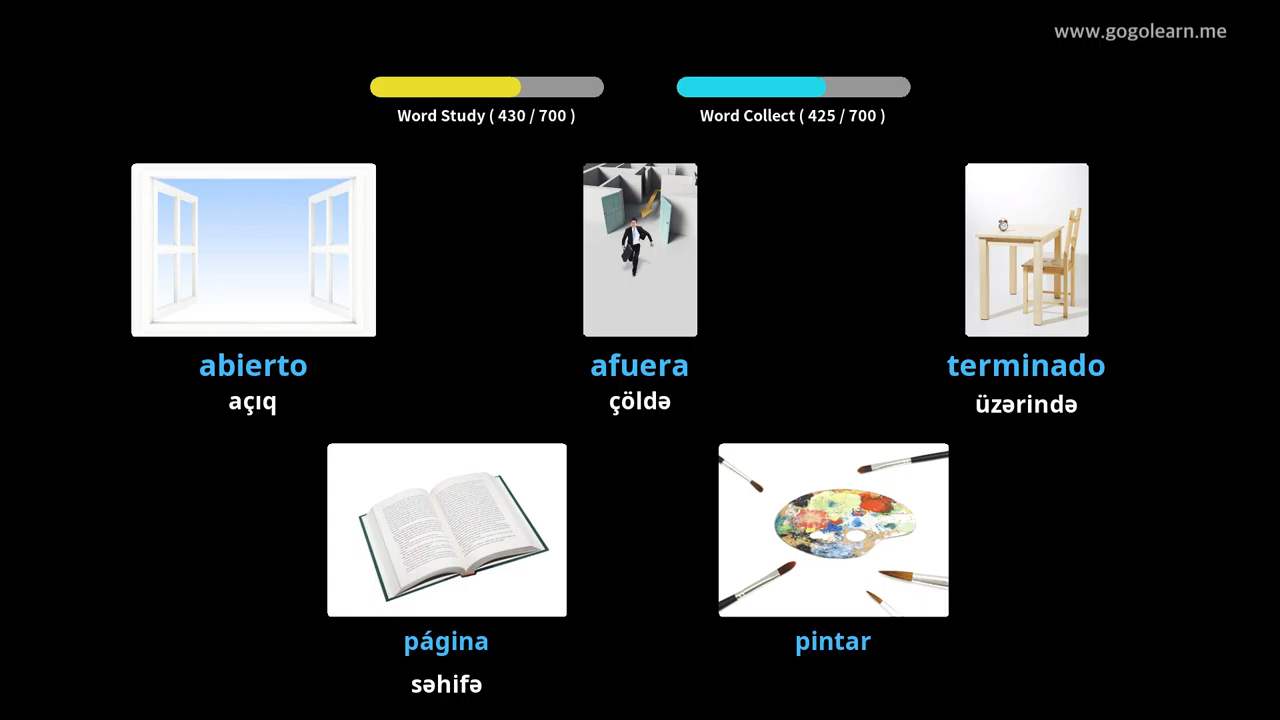 www.gogolearn.me
Word Study ( 430 / 700 )
Word Collect ( 425 / 700 )
abierto
açıq
afuera
çöldə
terminado
üzərində
página
səhifə
pintar